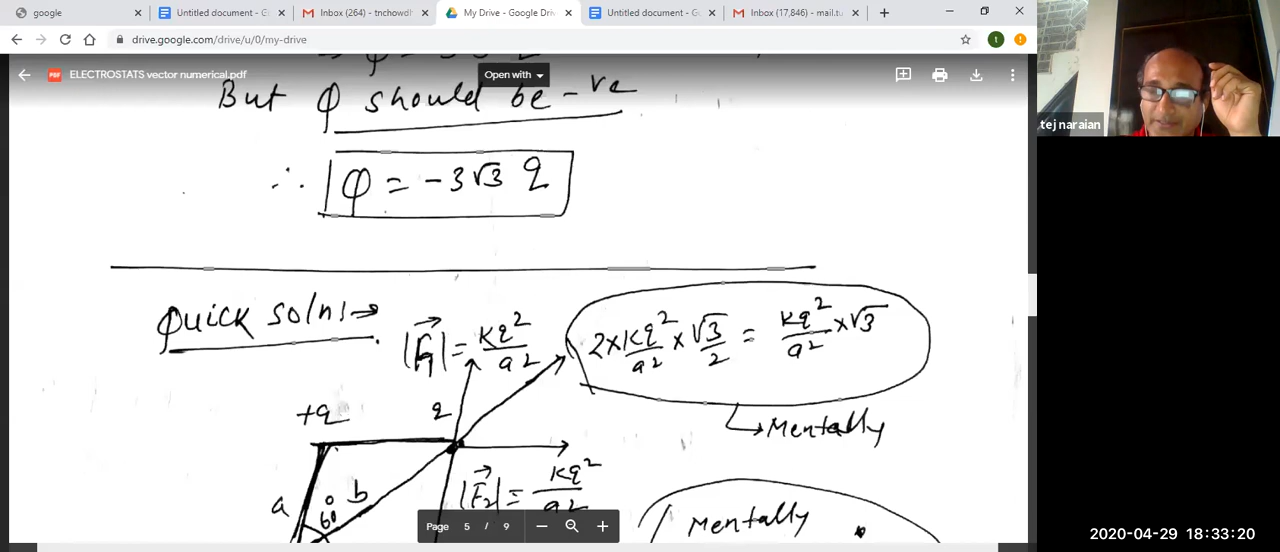 google
Untitled document - G
Inbox (264) - tnchowdh
My Drive - Google Driv
Untitled document - Go
Inbox (17,846) - mail.tu
drive.google.com/drive/u/0/my-drive
t
PDF ELECTROSTATS vector numerical.pdf
Open with
tej naraian
But φ should be -ve
∴ φ = -3√3 q
Quick Soln:→
|F₁| = kq²/a²
2 × kq²/a² × √3/2 = kq²/a² × √3
→ Mentally
+q
q
|F₂| = kq²/a²
a
60°
b
Mentally
Page 5 / 9
2020-04-29 18:33:20